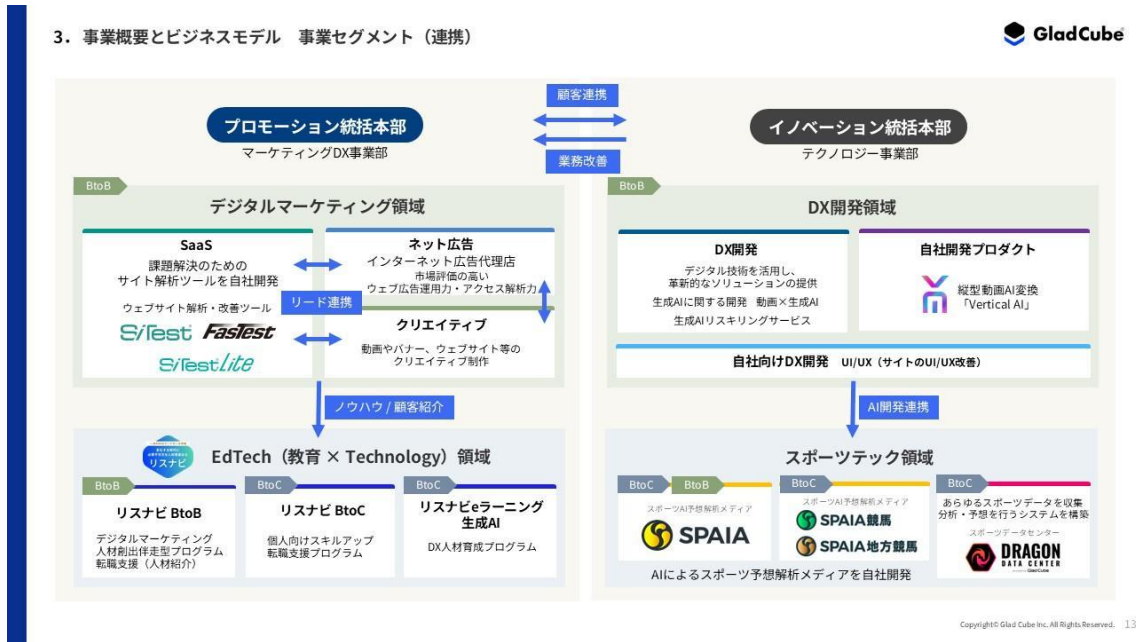 3. 事業概要とビジネスモデル 事業セグメント（連携）
GladCube
顧客連携
業務改善
プロモーション統括本部
マーケティングDX事業部
BtoB
デジタルマーケティング領域
SaaS
課題解決のための
サイト解析ツールを自社開発
ウェブサイト解析・改善ツール
SiTest FasTest
SiTest Lite
リード連携
ネット広告
インターネット広告代理店
市場評価の高い
ウェブ広告運用力・アクセス解析力
クリエイティブ
動画やバナー、ウェブサイト等の
クリエイティブ制作
ノウハウ / 顧客紹介
リスナビ
EdTech（教育 × Technology）領域
BtoB
リスナビ BtoB
デジタルマーケティング
人材創出伴走型プログラム
転職支援（人材紹介）
BtoC
リスナビ BtoC
個人向けスキルアップ
転職支援プログラム
BtoC
リスナビeラーニング
生成AI
DX人材育成プログラム
イノベーション統括本部
テクノロジー事業部
BtoB
DX開発領域
DX開発
デジタル技術を活用し、
革新的なソリューションの提供
生成AIに関する開発 動画×生成AI
生成AIリスキリングサービス
自社開発プロダクト
縦型動画AI変換
「Vertical AI」
自社向けDX開発 UI/UX（サイトのUI/UX改善）
AI開発連携
スポーツテック領域
BtoC BtoB
スポーツAI予想解析メディア
SPAIA
BtoC
スポーツAI予想解析メディア
SPAIA競馬
SPAIA地方競馬
AIによるスポーツ予想解析メディアを自社開発
BtoC
あらゆるスポーツデータを収集
分析・予想を行うシステムを構築
スポーツデータセンター
DRAGON
DATA CENTER
GladCube
Copyright© Glad Cube Inc. All Rights Reserved. 13